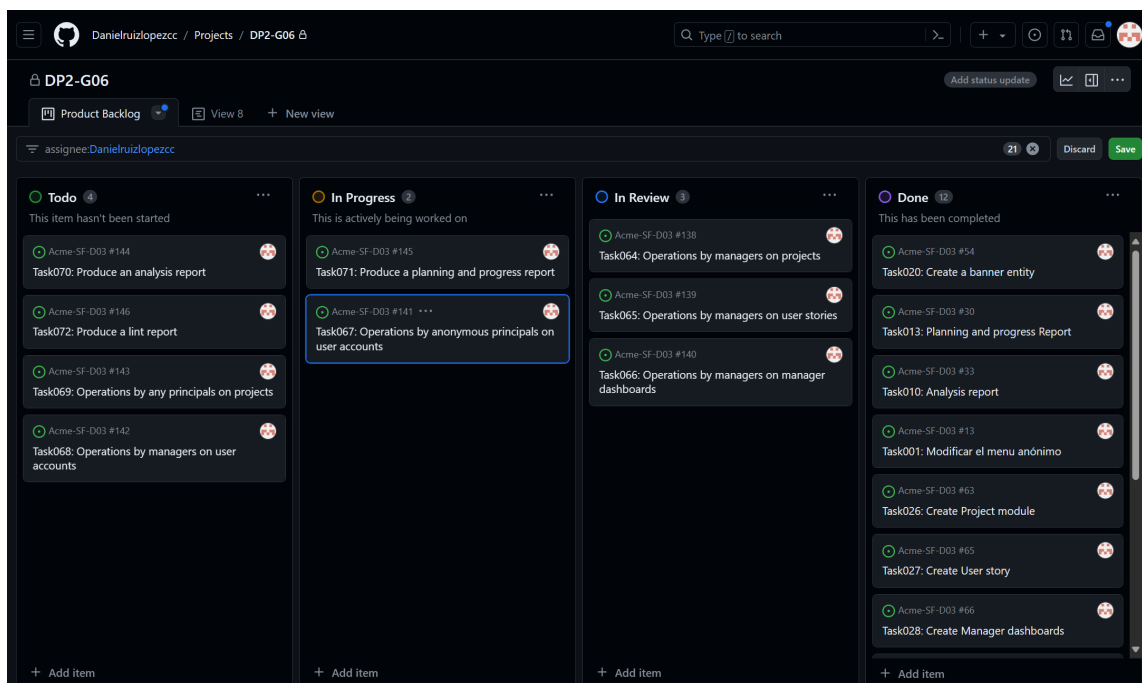 Danielruizlopezcc / Projects / DP2-G06
Type / to search
DP2-G06
Add status update
Product Backlog
View 8
+ New view
assignee:Danielruizlopezcc
21
Discard
Save
Todo 4
This item hasn't been started
Acme-SF-D03 #144
Task070: Produce an analysis report
Acme-SF-D03 #146
Task072: Produce a lint report
Acme-SF-D03 #143
Task069: Operations by any principals on projects
Acme-SF-D03 #142
Task068: Operations by managers on user
accounts
+ Add item
In Progress 2
This is actively being worked on
Acme-SF-D03 #145
Task071: Produce a planning and progress report
Acme-SF-D03 #141
Task067: Operations by anonymous principals on
user accounts
+ Add item
In Review 3
Acme-SF-D03 #138
Task064: Operations by managers on projects
Acme-SF-D03 #139
Task065: Operations by managers on user stories
Acme-SF-D03 #140
Task066: Operations by managers on manager
dashboards
+ Add item
Done 12
This has been completed
Acme-SF-D03 #54
Task020: Create a banner entity
Acme-SF-D03 #30
Task013: Planning and progress Report
Acme-SF-D03 #33
Task010: Analysis report
Acme-SF-D03 #13
Task001: Modificar el menu anónimo
Acme-SF-D03 #63
Task026: Create Project module
Acme-SF-D03 #65
Task027: Create User story
Acme-SF-D03 #66
Task028: Create Manager dashboards
+ Add item